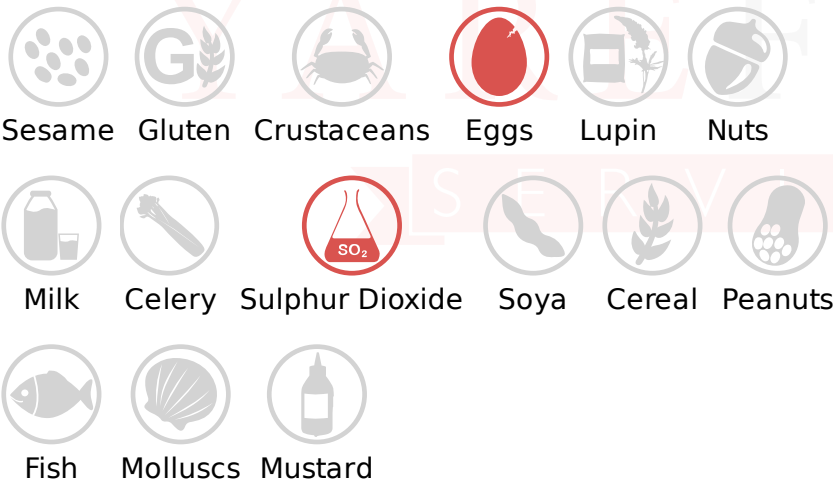 Y A R E F
G
Sesame Gluten Crustaceans Eggs Lupin Nuts
S E R V I
SO₂
Milk Celery Sulphur Dioxide Soya Cereal Peanuts
Fish Molluscs Mustard